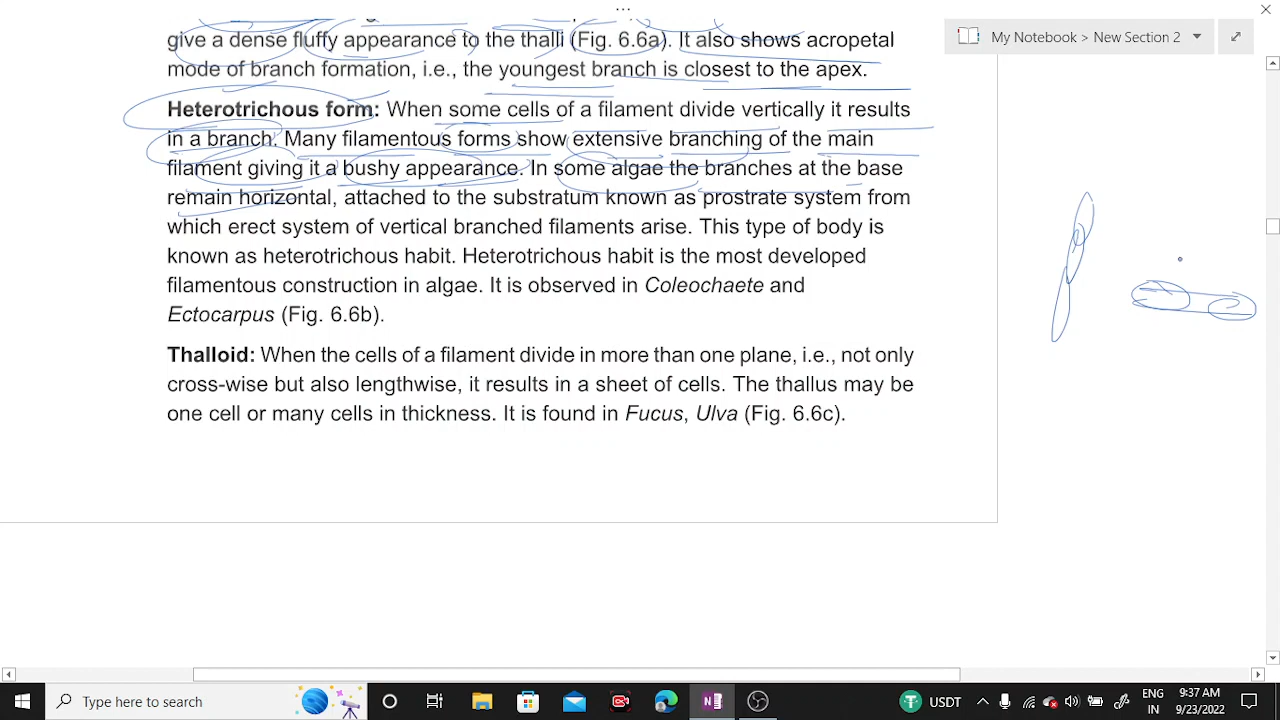 ...
My Notebook > New Section 2
give a dense fluffy appearance to the thalli (Fig. 6.6a). It also shows acropetal
mode of branch formation, i.e., the youngest branch is closest to the apex.
Heterotrichous form: When some cells of a filament divide vertically it results
in a branch. Many filamentous forms show extensive branching of the main
filament giving it a bushy appearance. In some algae the branches at the base
remain horizontal, attached to the substratum known as prostrate system from
which erect system of vertical branched filaments arise. This type of body is
known as heterotrichous habit. Heterotrichous habit is the most developed
filamentous construction in algae. It is observed in Coleochaete and
Ectocarpus (Fig. 6.6b).
Thalloid: When the cells of a filament divide in more than one plane, i.e., not only
cross-wise but also lengthwise, it results in a sheet of cells. The thallus may be
one cell or many cells in thickness. It is found in Fucus, Ulva (Fig. 6.6c).
Type here to search
USDT
ENG
IN
9:37 AM
9/23/2022